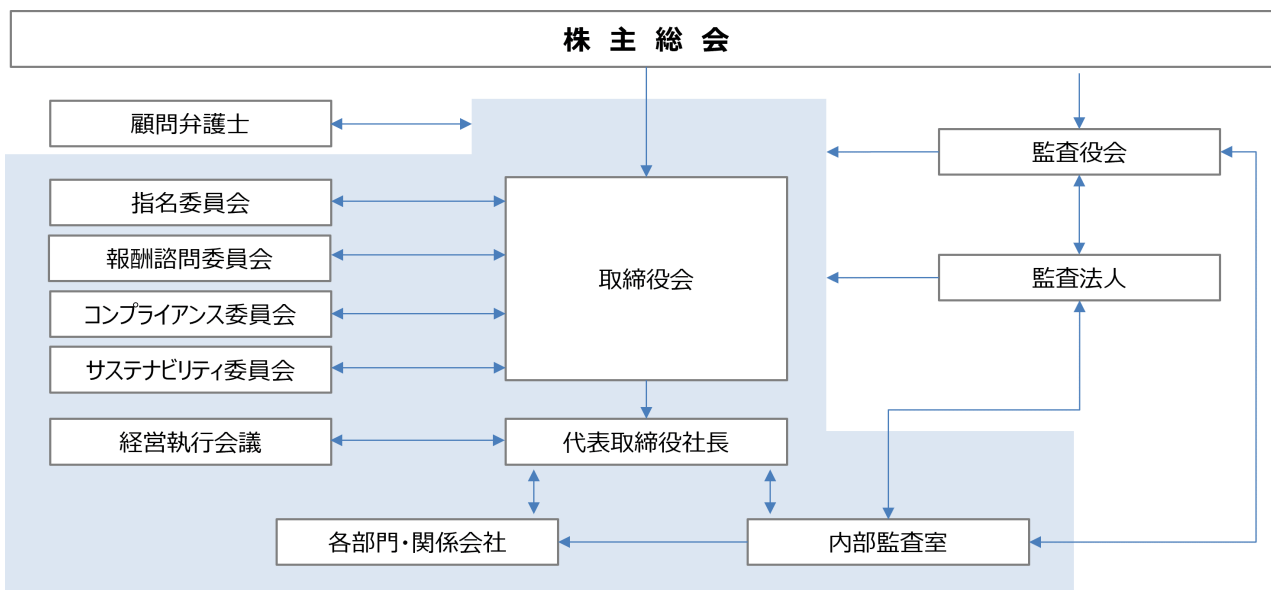 株 主 総 会
顧問弁護士
監査役会
指名委員会
報酬諮問委員会
取締役会
監査法人
コンプライアンス委員会
サステナビリティ委員会
経営執行会議
代表取締役社長
各部門・関係会社
内部監査室